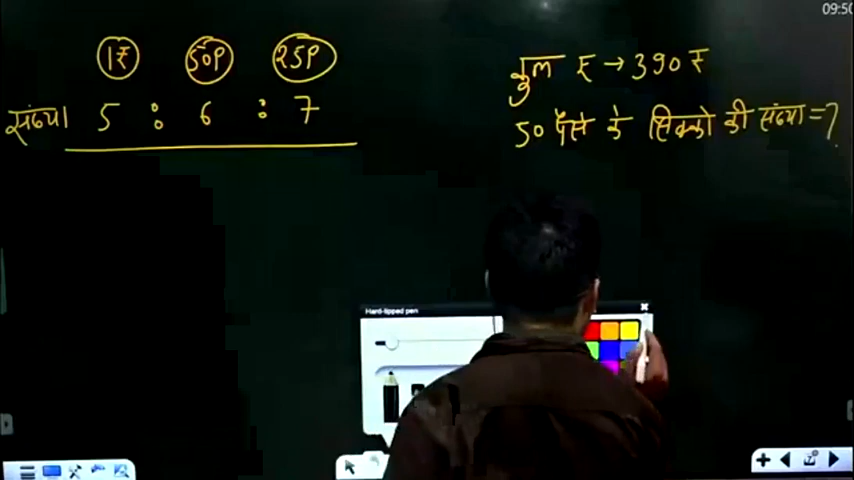 1₹ 50P 25P
संख्या 5 : 6 : 7
कुल ₹ → 390 ₹
50 पैसे के सिक्को की संख्या = ?
Hard-tipped pen
09:50